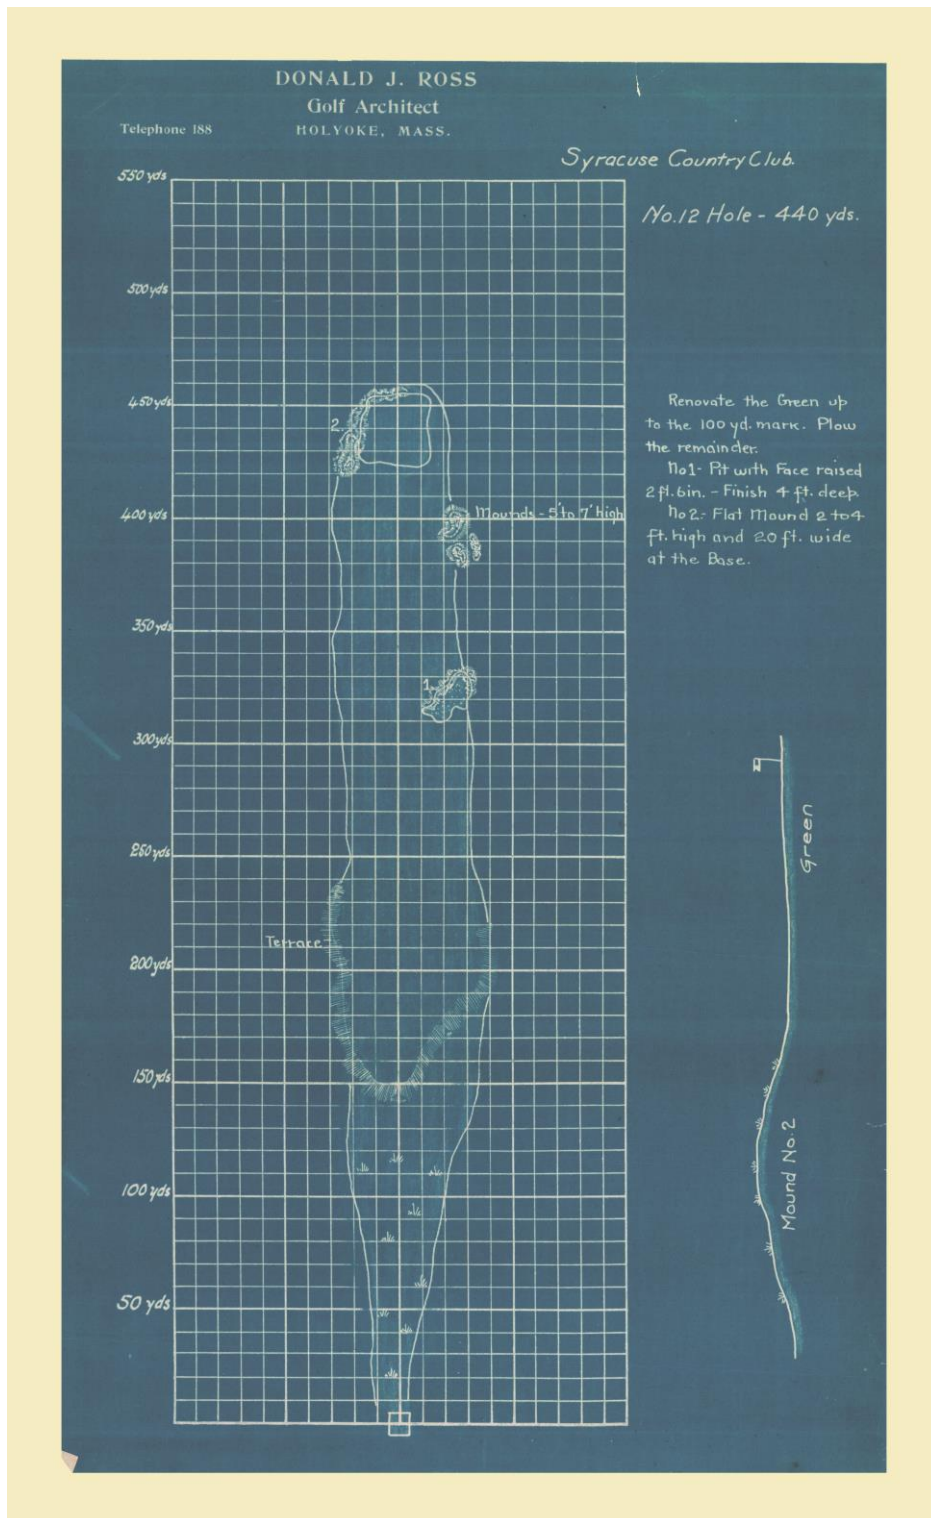 DONALD J. ROSS
Golf Architect
Telephone 188
HOLYOKE, MASS.
Syracuse Country Club.
No.12 Hole - 440 yds.
550 yds
500 yds
450 yds
400 yds
350 yds
300 yds
250 yds
200 yds
150 yds
100 yds
50 yds
2.
Mounds - 5' to 7' high
1.
Terrace
Renovate the Green up
to the 100 yd. mark. Plow
the remainder.
No1- Pit with Face raised
2 ft. 6in. - Finish 4 ft. deep
No 2.- Flat Mound 2 to 4
ft. high and 20 ft. wide
at the Base.
Green
Mound No. 2